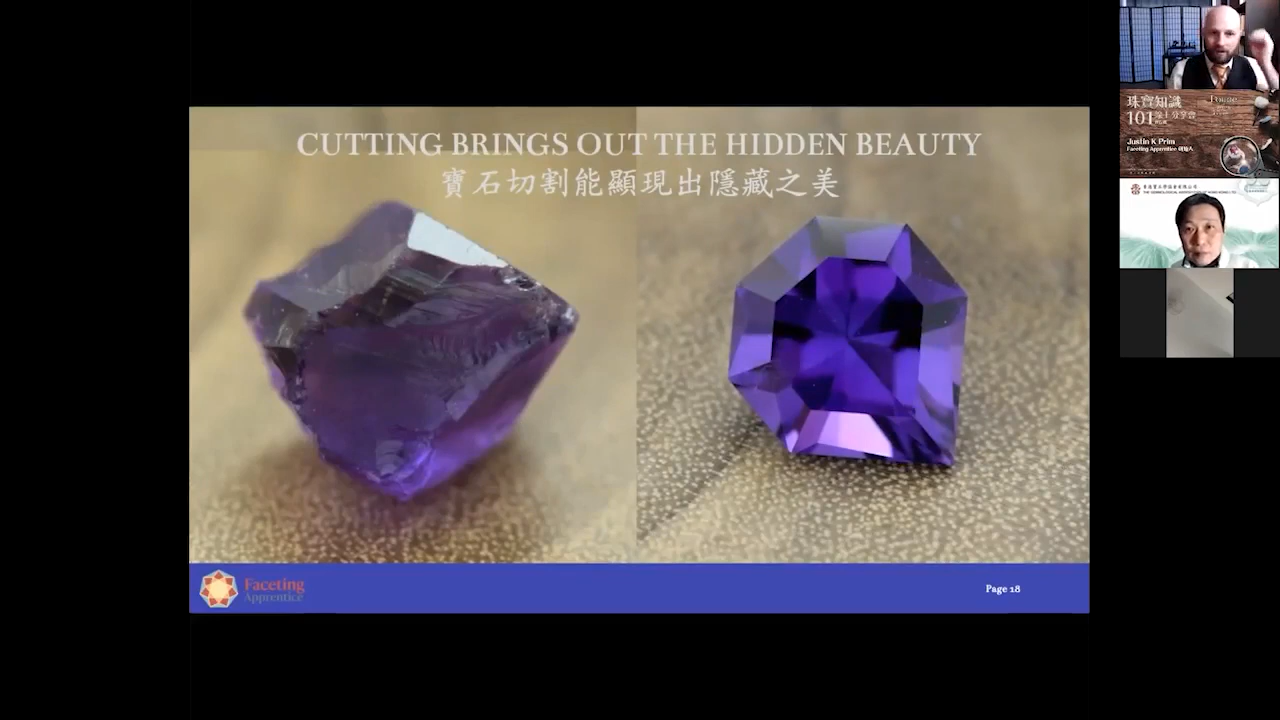 CUTTING BRINGS OUT THE HIDDEN BEAUTY
寶石切割能顯現出隱藏之美
Faceting
Apprentice
Page 18
珠寶知識
101
Justin K Prim
Faceting Apprentice